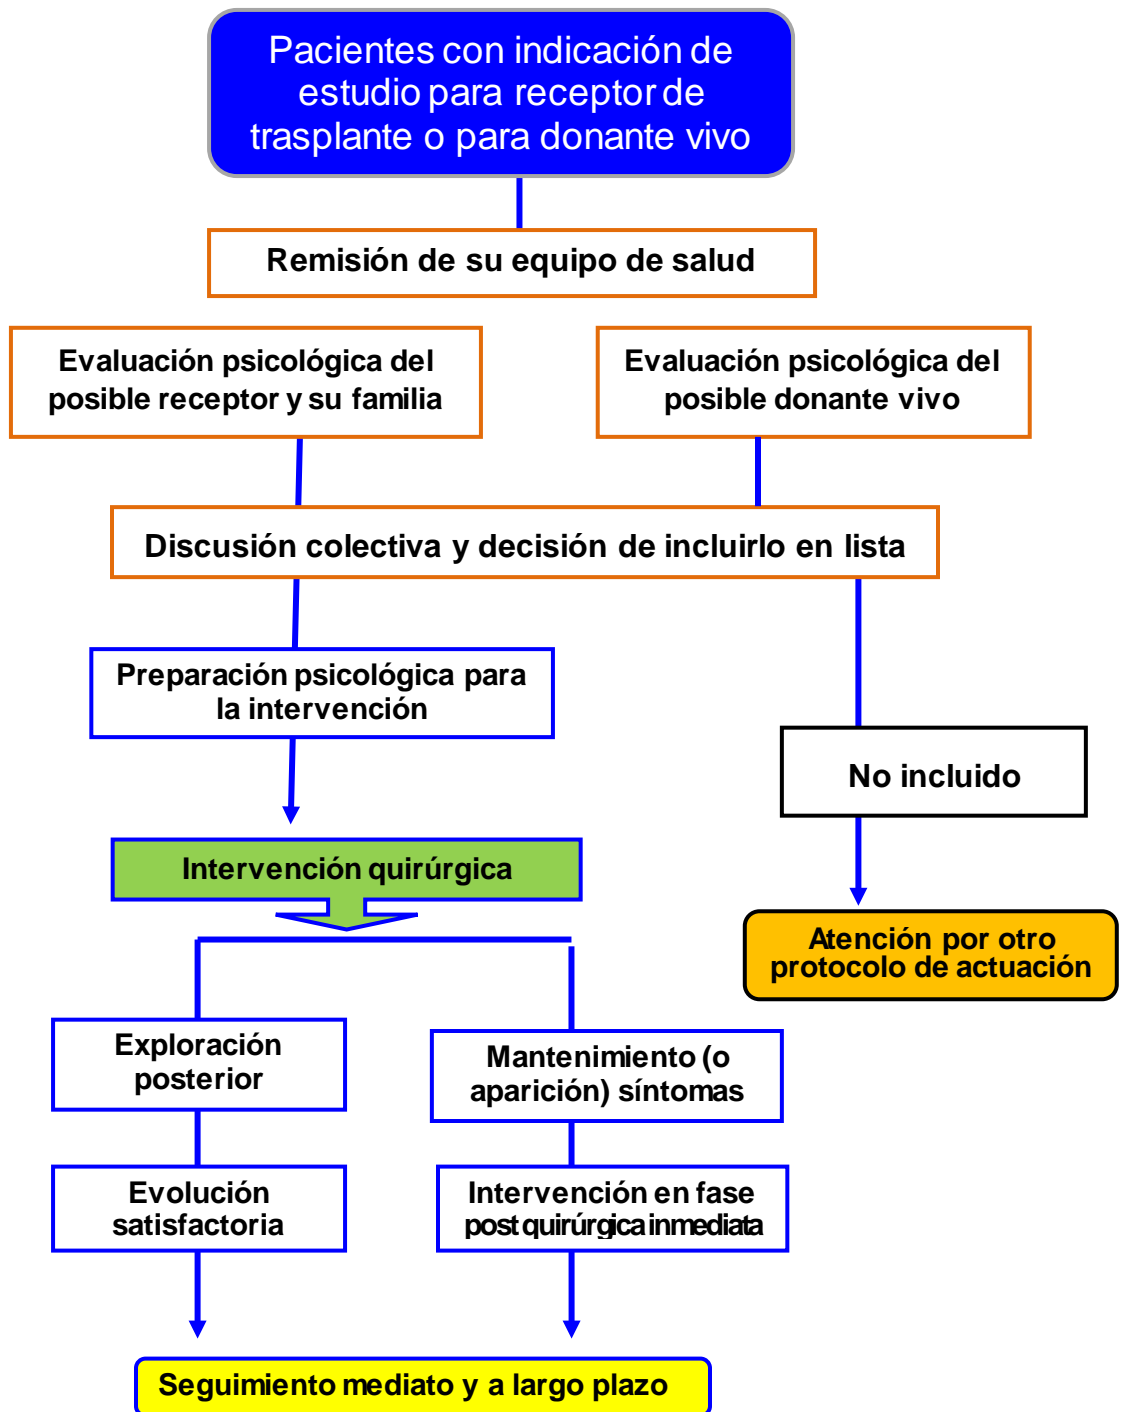 Pacientes con indicación de
estudio para receptor de
trasplante o para donante vivo
Remisión de su equipo de salud
Evaluación psicológica del
posible receptor y su familia
Evaluación psicológica del
posible donante vivo
Discusión colectiva y decisión de incluirlo en lista
Preparación psicológica para
la intervención
No incluido
Intervención quirúrgica
Atención por otro
protocolo de actuación
Exploración
posterior
Mantenimiento (o
aparición) síntomas
Evolución
satisfactoria
Intervención en fase
post quirúrgica inmediata
Seguimiento mediato y a largo plazo